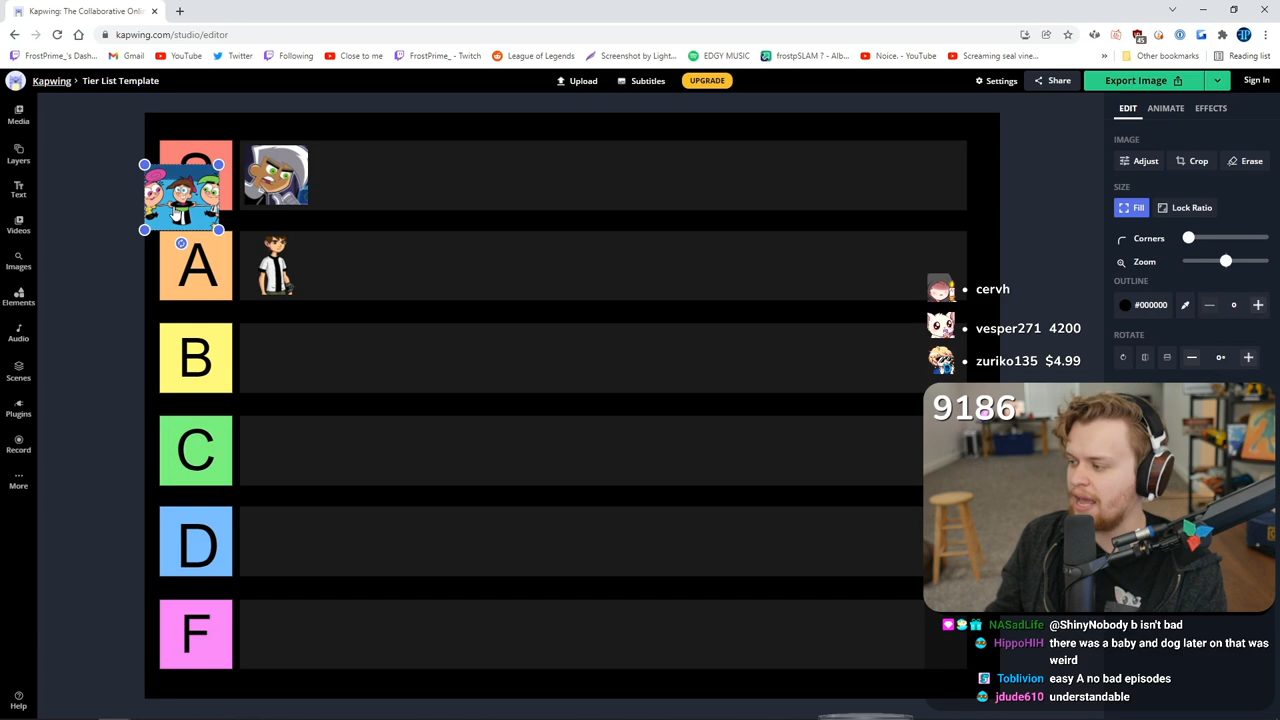 Kapwing: The Collaborative Onli
kapwing.com/studio/editor
45
FrostPrime_'s Dash... Gmail YouTube Twitter Following Close to me FrostPrime_ - Twitch League of Legends Screenshot by Light... EDGY MUSIC frostpSLAM ? - Alb... Noice. - YouTube Screaming seal vine... » Other bookmarks Reading list
Kapwing > Tier List Template Upload Subtitles UPGRADE Settings Share Export Image Sign In
Media
Layers
Text
Videos
Images
Elements
Audio
Scenes
Plugins
Record
More
Help
S
A
B
C
D
F
EDIT ANIMATE EFFECTS
IMAGE
Adjust Crop Erase
SIZE
Fill Lock Ratio
Corners
Zoom
OUTLINE
#000000 0
ROTATE
0°
• cervh
• vesper271 4200
• zuriko135 $4.99
9186
NASadLife @ShinyNobody b isn't bad
HippoHIH there was a baby and dog later on that was
weird
Toblivion easy A no bad episodes
jdude610 understandable